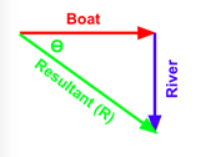 Boat
Ɵ
Resultant (R)
River